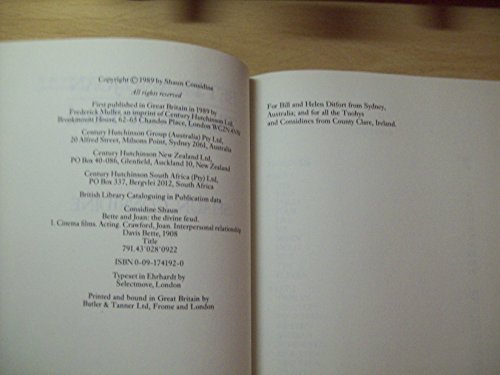 Copyright © 1989 by Shaun Considine
All rights reserved
First published in Great Britain in 1989 by
Frederick Muller, an imprint of Century Hutchinson Ltd,
Brookmount House, 62–65 Chandos Place, London WC2N 4NW
Century Hutchinson Group (Australia) Pty Ltd,
20 Alfred Street, Milsons Point, Sydney 2061, Australia
Century Hutchinson New Zealand Ltd,
PO Box 40–086, Glenfield, Auckland 10, New Zealand
Century Hutchinson South Africa (Pty) Ltd,
PO Box 337, Bergvlei 2012, South Africa
British Library Cataloguing in Publication data
Considine Shaun
Bette and Joan: the divine feud.
1. Cinema films. Acting. Crawford, Joan. Interpersonal relationship
Davis Bette, 1908
Title
791.43'028'0922
ISBN 0-09-174192-0
Typeset in Ehrhardt by
Selectmove, London
Printed and bound in Great Britain by
Butler & Tanner Ltd, Frome and London
For Bill and Helen Ditfort from Sydney,
Australia; and for all the Tuohys
and Considines from County Clare, Ireland.